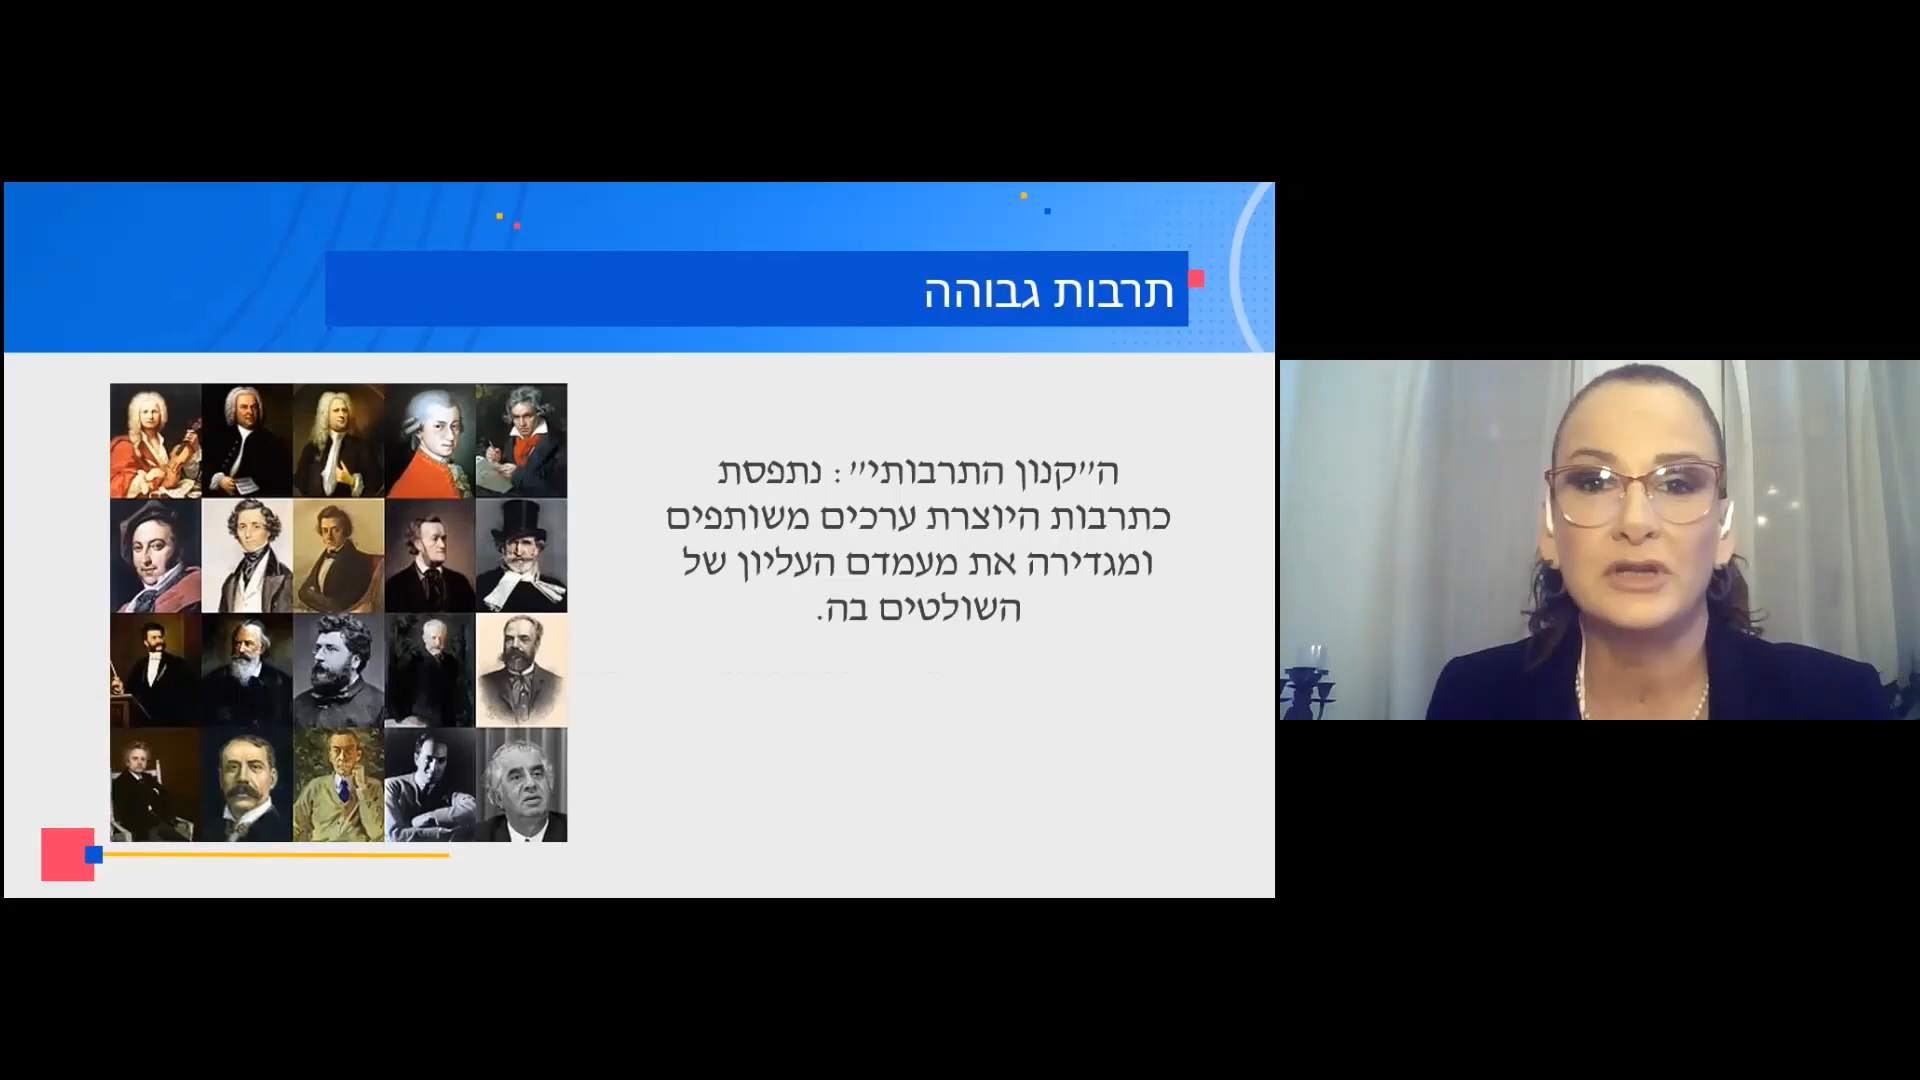 תרבות גבוהה
ה״קנון התרבותי״: נתפסת
כתרבות היוצרת ערכים משותפים
ומגדירה את מעמדם העליון של
השולטים בה.